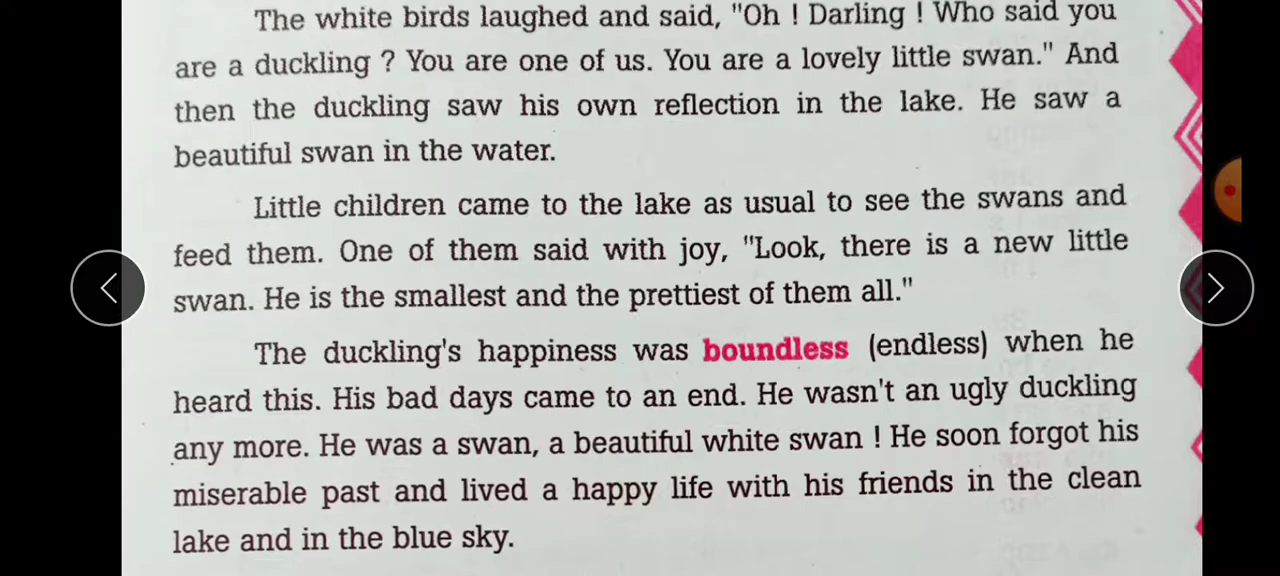 The white birds laughed and said, "Oh ! Darling ! Who said you
are a duckling ? You are one of us. You are a lovely little swan." And
then the duckling saw his own reflection in the lake. He saw a
beautiful swan in the water.
Little children came to the lake as usual to see the swans and
feed them. One of them said with joy, "Look, there is a new little
swan. He is the smallest and the prettiest of them all."
The duckling's happiness was boundless (endless) when he
heard this. His bad days came to an end. He wasn't an ugly duckling
any more. He was a swan, a beautiful white swan ! He soon forgot his
miserable past and lived a happy life with his friends in the clean
lake and in the blue sky.